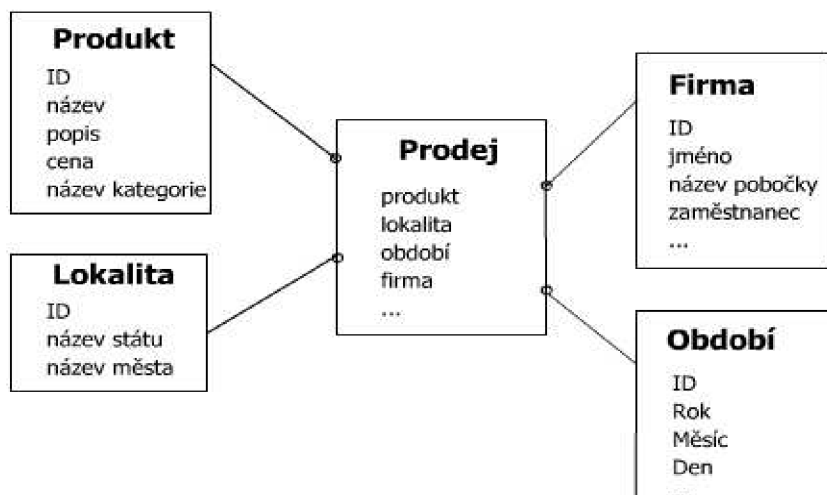 Produkt
ID
název
popis
cena
název kategorie
Lokalita
ID
název státu
název města
Prodej
produkt
lokalita
období
firma
...
Firma
ID
jméno
název pobočky
zaměstnanec
...
Období
ID
Rok
Měsíc
Den